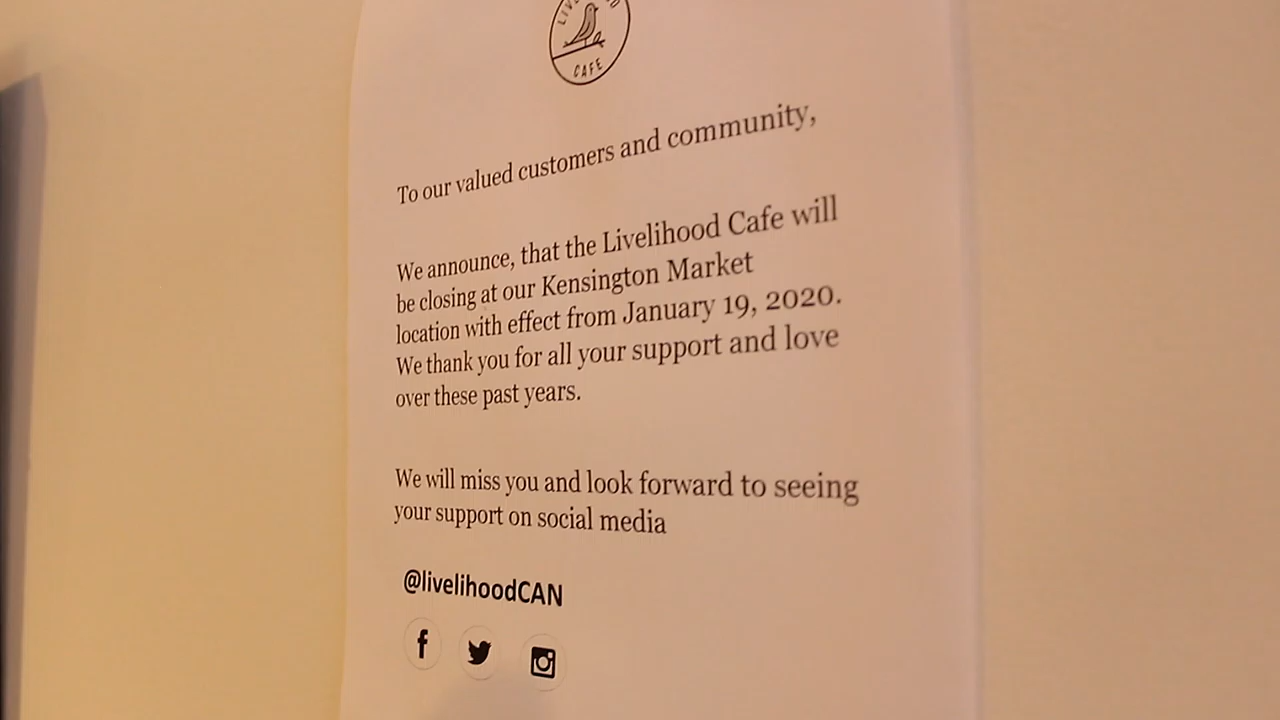 CAFE
To our valued customers and community,
We announce, that the Livelihood Cafe will
be closing at our Kensington Market
location with effect from January 19, 2020.
We thank you for all your support and love
over these past years.
We will miss you and look forward to seeing
your support on social media
@livelihoodCAN